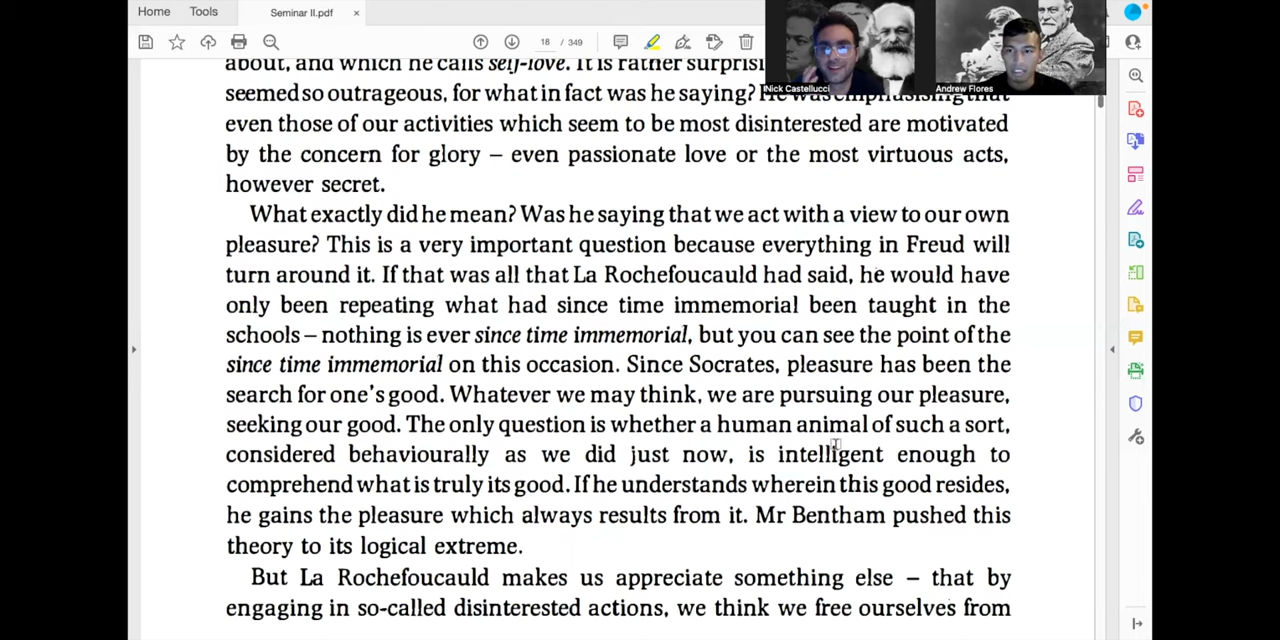 Home Tools Seminar II.pdf ×
18 / 349
Nick Castellucci Andrew Flores
about, and which he calls self-love. It is rather
seemed so outrageous, for what in fact was he saying? He was emphasising that
even those of our activities which seem to be most disinterested are motivated
by the concern for glory – even passionate love or the most virtuous acts,
however secret.
What exactly did he mean? Was he saying that we act with a view to our own
pleasure? This is a very important question because everything in Freud will
turn around it. If that was all that La Rochefoucauld had said, he would have
only been repeating what had since time immemorial been taught in the
schools – nothing is ever since time immemorial, but you can see the point of the
since time immemorial on this occasion. Since Socrates, pleasure has been the
search for one's good. Whatever we may think, we are pursuing our pleasure,
seeking our good. The only question is whether a human animal of such a sort,
considered behaviourally as we did just now, is intelligent enough to
comprehend what is truly its good. If he understands wherein this good resides,
he gains the pleasure which always results from it. Mr Bentham pushed this
theory to its logical extreme.
But La Rochefoucauld makes us appreciate something else – that by
engaging in so-called disinterested actions, we think we free ourselves from